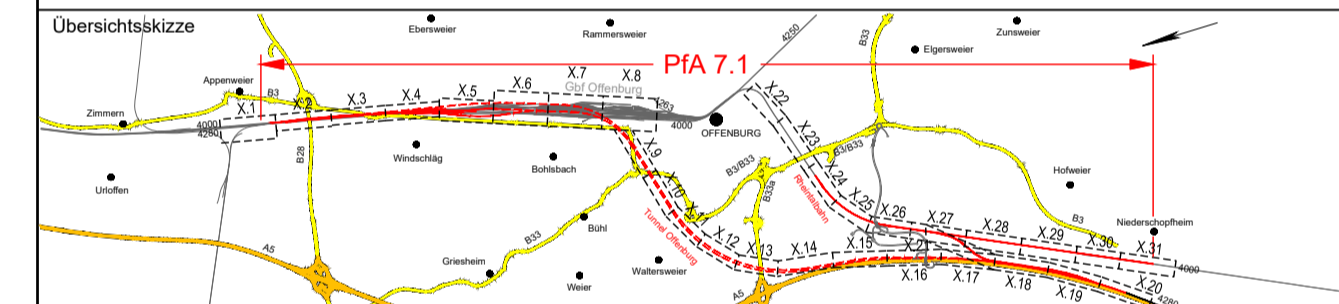 Übersichtsskizze
Ebersweier
Rammersweier
4250
B33
Zunsweier
Elgersweier
PfA 7.1
Appenweier
B3
Zimmern
4000
4280
X.1
X.2
X.3
X.4
X.5
X.6
X.7
X.8
Gbf Offenburg
4263
4000
OFFENBURG
X.22
X.23
X.24
X.25
X.26
X.27
X.28
X.29
X.30
X.31
B3/B33
B3/B33
B33a
Rheintalbahn
Hofweier
B3
Niederschopfheim
4000
B28
Windschläg
Bohlsbach
Urloffen
X.9
X.10
X.11
X.12
X.13
X.14
X.15
X.21
X.16
X.17
X.18
X.19
X.20
4280
Tunnel Offenburg
A5
Griesheim
B33
Bühl
Weier
Waltersweier
A5